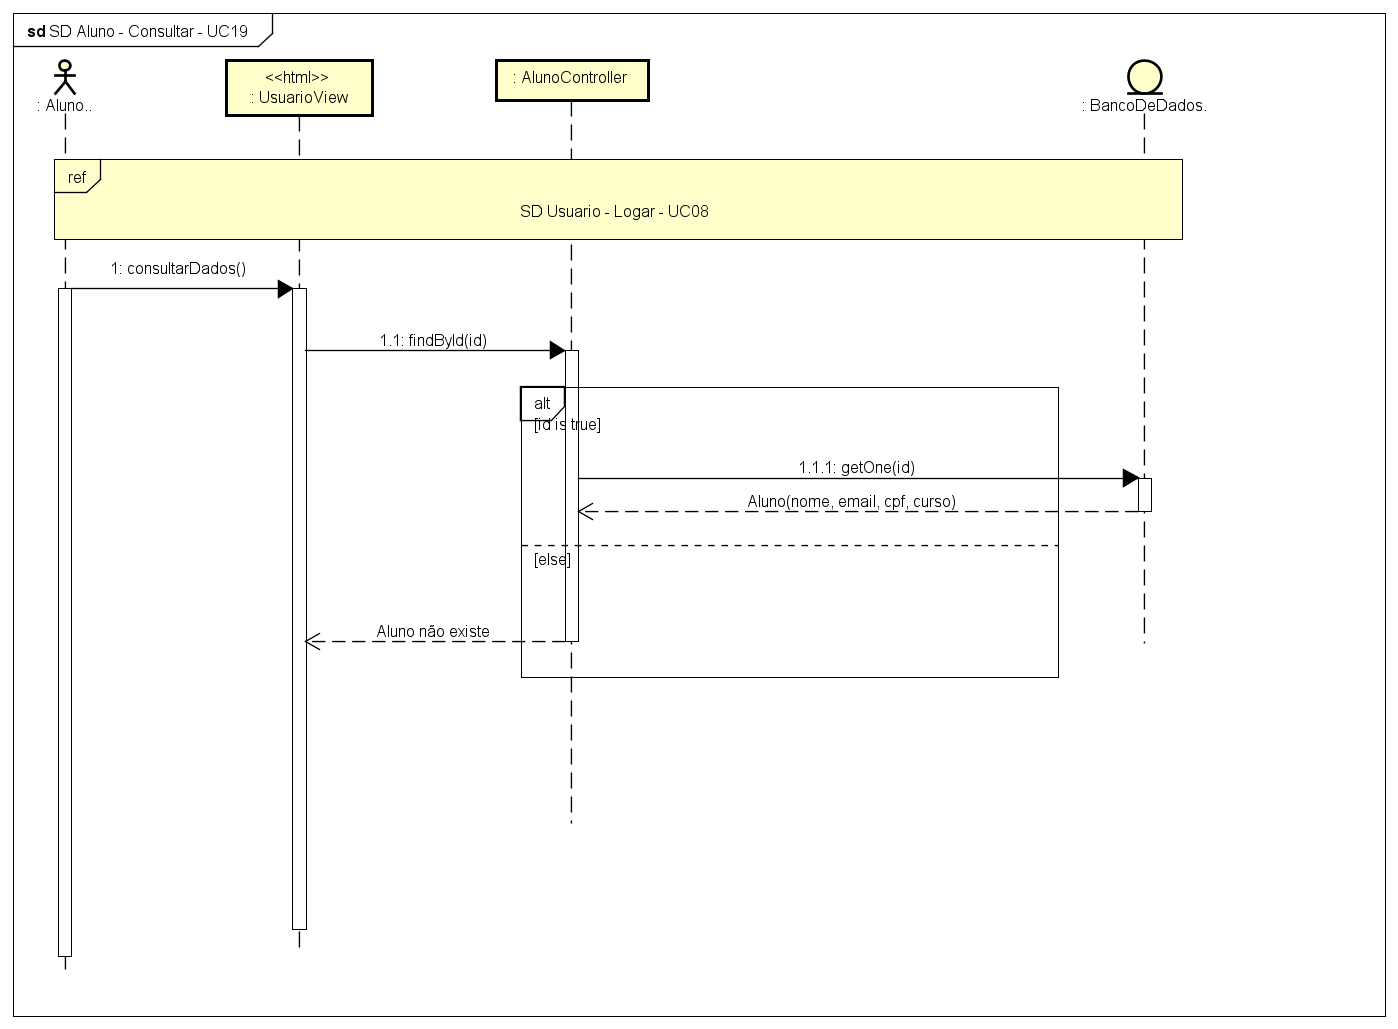 sd SD Aluno - Consultar - UC19
: Aluno..
<<html>>
: UsuarioView
: AlunoController
: BancoDeDados.
ref
SD Usuario - Logar - UC08
1: consultarDados()
1.1: findById(id)
alt
[id is true]
1.1.1: getOne(id)
Aluno(nome, email, cpf, curso)
[else]
Aluno não existe